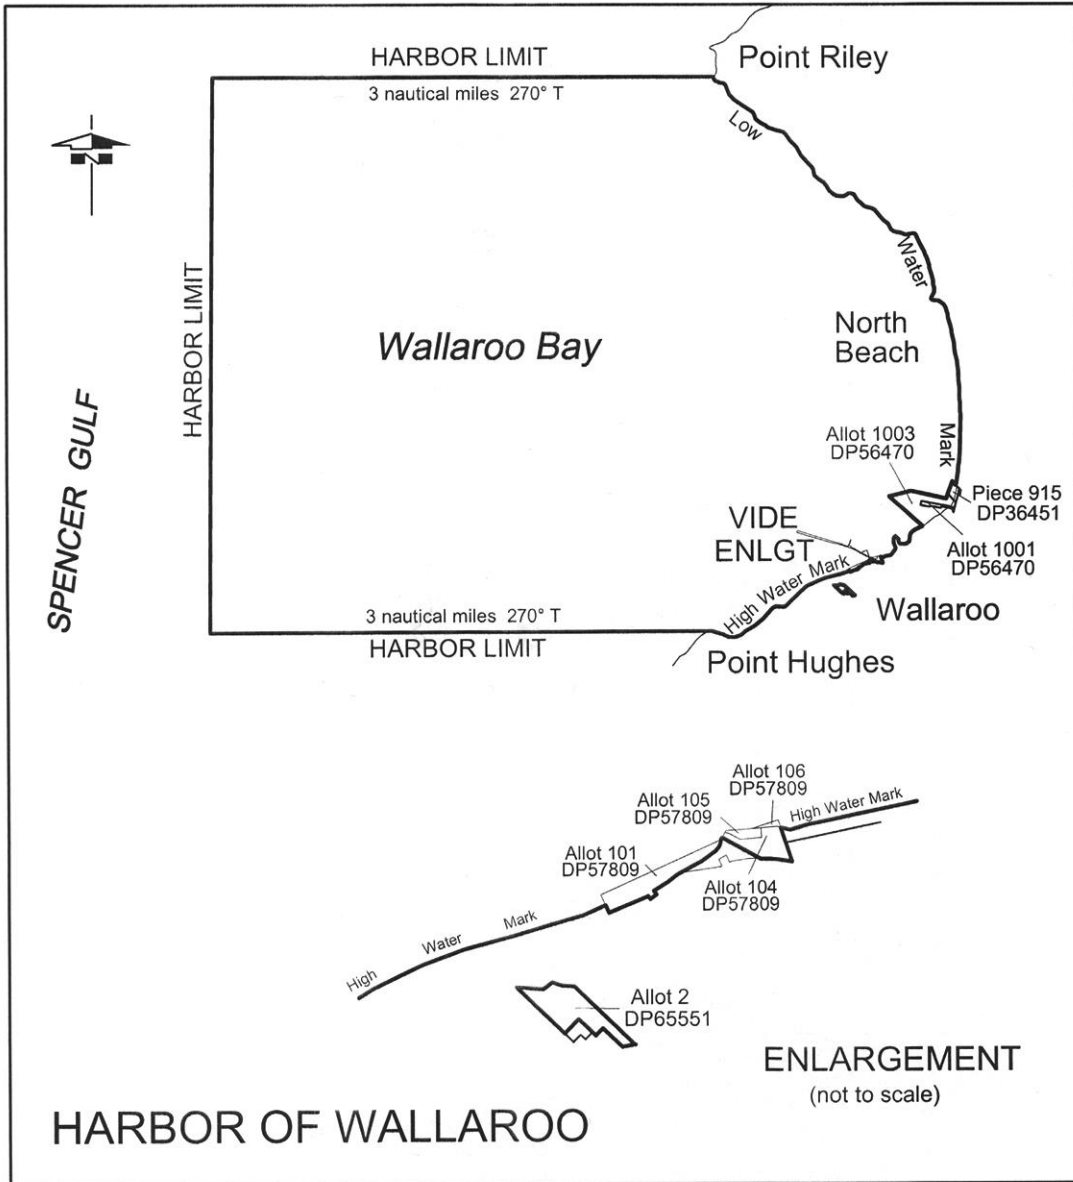 HARBOR LIMIT
3 nautical miles 270° T
Point Riley
N
Low
Water
Mark
HARBOR LIMIT
SPENCER GULF
Wallaroo Bay
North
Beach
Allot 1003
DP56470
Piece 915
DP36451
Allot 1001
DP56470
VIDE
ENLGT
High Water Mark
Wallaroo
3 nautical miles 270° T
HARBOR LIMIT
Point Hughes
Allot 106
DP57809
Allot 105
DP57809
High Water Mark
Allot 101
DP57809
Allot 104
DP57809
High Water Mark
Allot 2
DP65551
ENLARGEMENT
(not to scale)
HARBOR OF WALLAROO